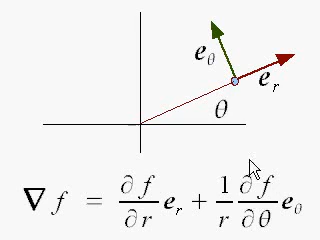 e_θ
e_r
θ
∇f = ∂f/∂r e_r + 1/r ∂f/∂θ e_θ